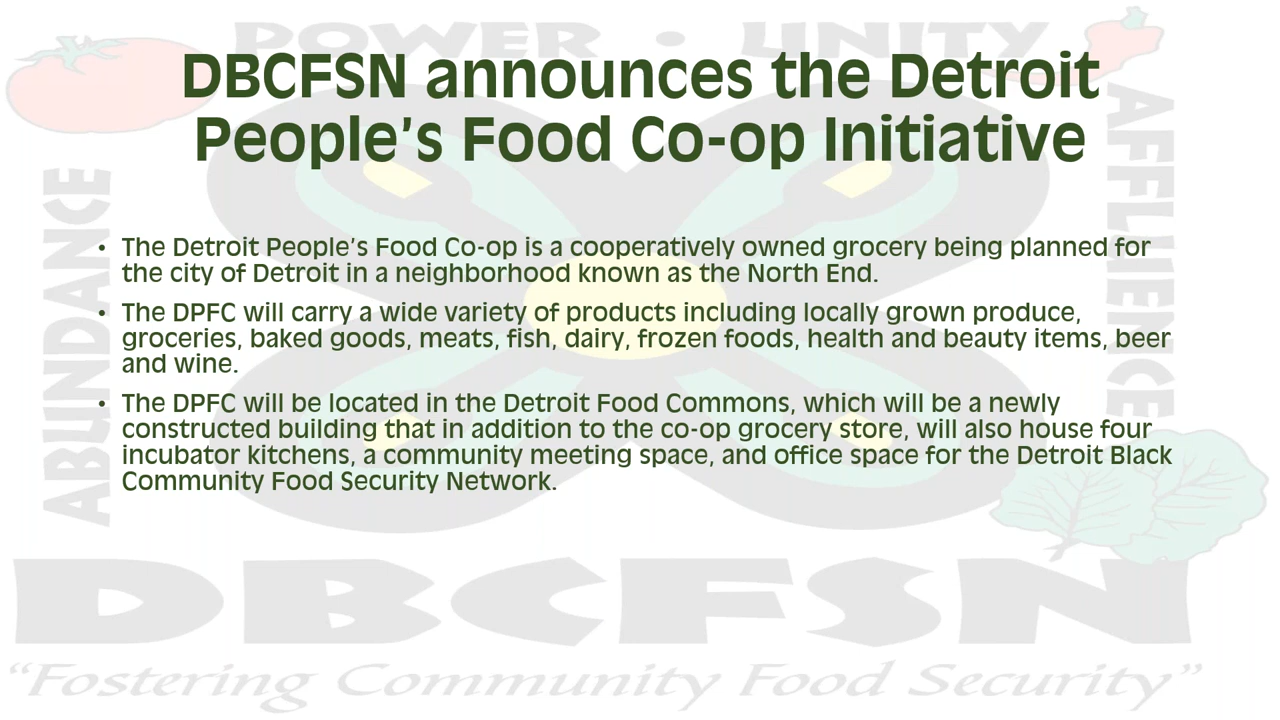 POWER • UNITY
DBCFSN announces the Detroit
People's Food Co-op Initiative
ABUNDANCE
AFFLUENCE
• The Detroit People's Food Co-op is a cooperatively owned grocery being planned for
the city of Detroit in a neighborhood known as the North End.
• The DPFC will carry a wide variety of products including locally grown produce,
groceries, baked goods, meats, fish, dairy, frozen foods, health and beauty items, beer
and wine.
• The DPFC will be located in the Detroit Food Commons, which will be a newly
constructed building that in addition to the co-op grocery store, will also house four
incubator kitchens, a community meeting space, and office space for the Detroit Black
Community Food Security Network.
DBCFSN
“Fostering Community Food Security”